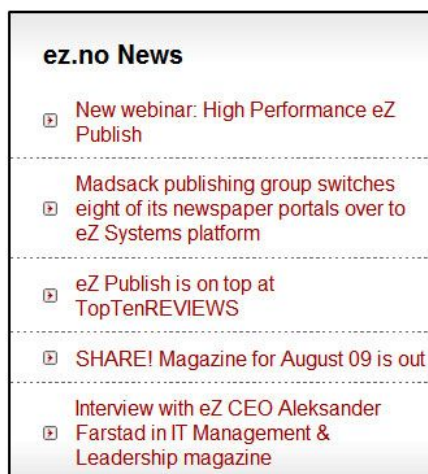 ez.no News
New webinar: High Performance eZ
Publish
Madsack publishing group switches
eight of its newspaper portals over to
eZ Systems platform
eZ Publish is on top at
TopTenREVIEWS
SHARE! Magazine for August 09 is out
Interview with eZ CEO Aleksander
Farstad in IT Management &
Leadership magazine